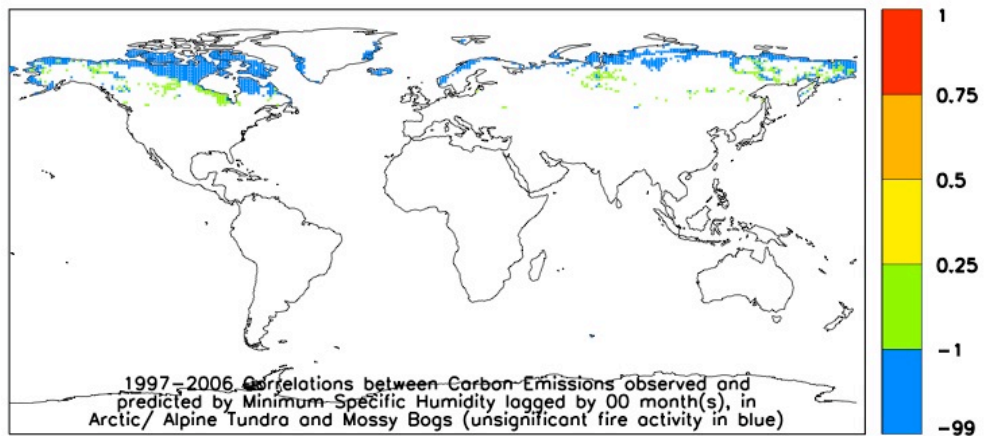 1
0.75
0.5
0.25
-1
-99
1997-2006 Correlations between Carbon Emissions observed and
predicted by Minimum Specific Humidity lagged by 00 month(s), in
Arctic/ Alpine Tundra and Mossy Bogs (unsignificant fire activity in blue)